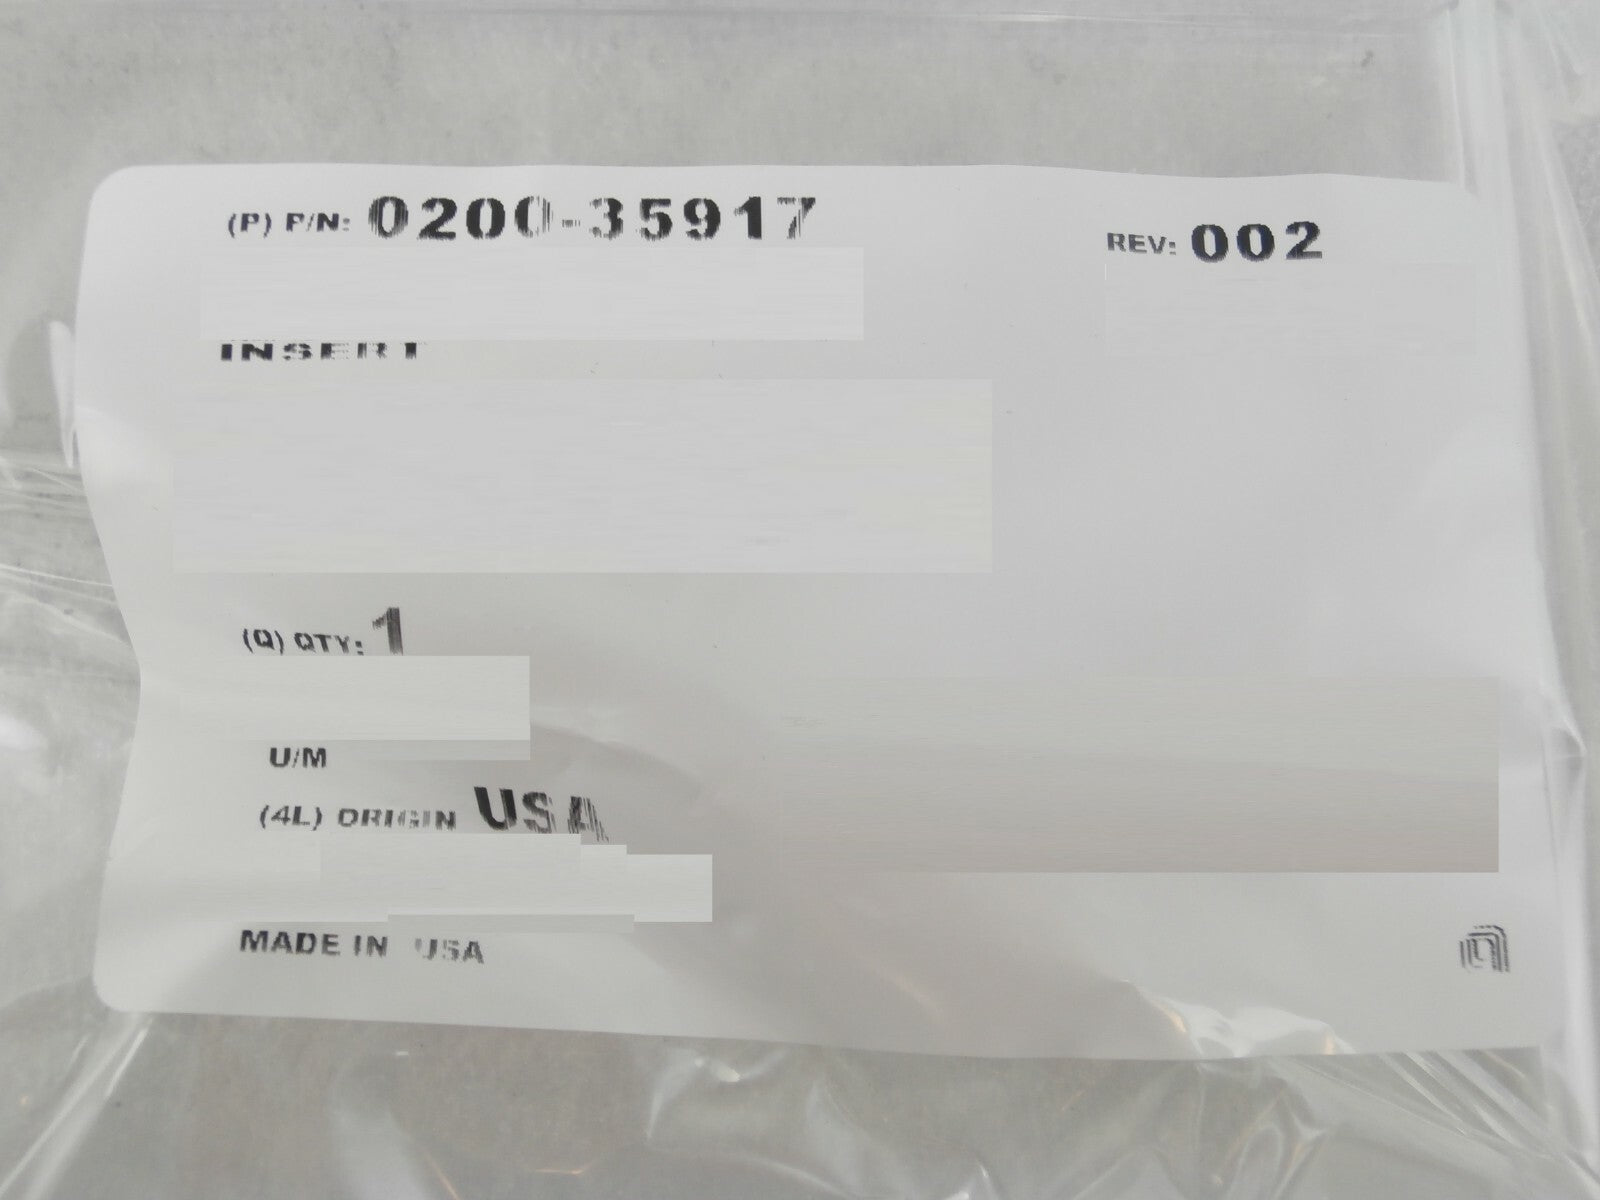 (P) P/N: 0200-35917
REV: 002
INSERT
(Q) QTY: 1
U/M
(4L) ORIGIN USA
MADE IN USA